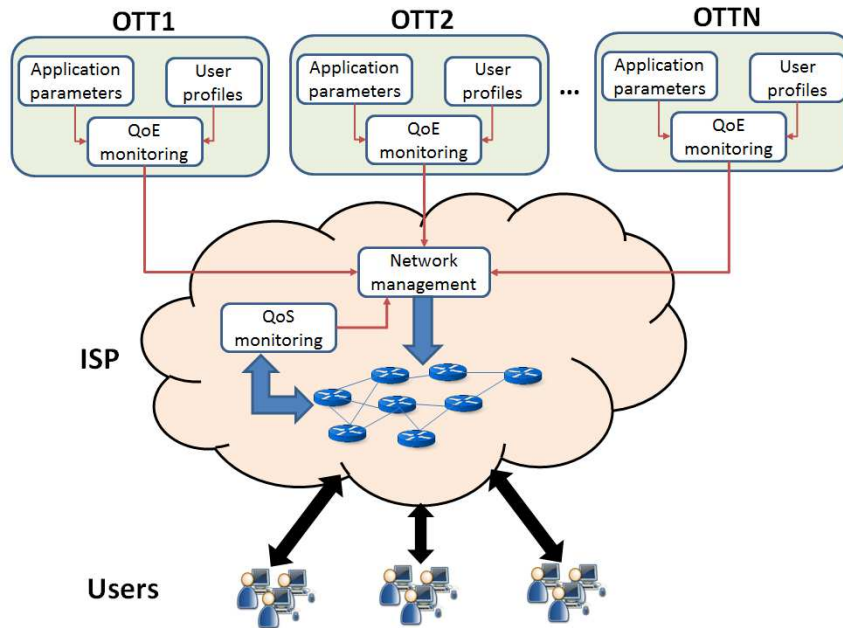 OTT1
OTT2
OTTN
Application
parameters
User
profiles
QoE
monitoring
Application
parameters
User
profiles
QoE
monitoring
...
Application
parameters
User
profiles
QoE
monitoring
Network
management
QoS
monitoring
ISP
Users